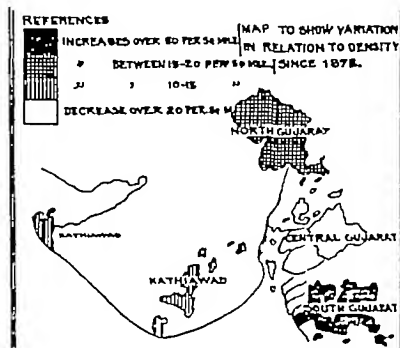 REFERENCES
INCREASES OVER 80 PER SQ MILE
" BETWEEN 15-20 PER SQ MILE
" " 10-15 "
DECREASE OVER 20 PER SQ M
MAP TO SHOW VARIATION
IN RELATION TO DENSITY
SINCE 1872.
NORTH GUJARAT
KATHIAWAD
CENTRAL GUJARAT
KATHIAWAD
SOUTH GUJARAT